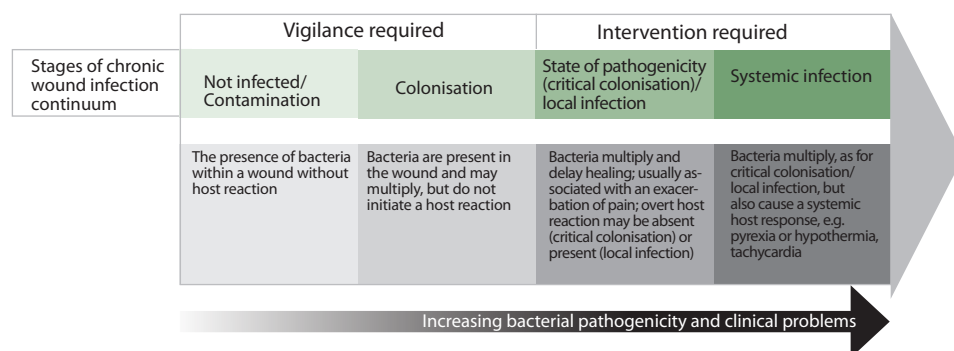 Vigilance required
Intervention required
Stages of chronic
wound infection
continuum
Not infected/
Contamination
Colonisation
State of pathogenicity
(critical colonisation)/
local infection
Systemic infection
The presence of bacteria
within a wound without
host reaction
Bacteria are present in
the wound and may
multiply, but do not
initiate a host reaction
Bacteria multiply and
delay healing; usually as-
sociated with an exacer-
bation of pain; overt host
reaction may be absent
(critical colonisation) or
present (local infection)
Bacteria multiply, as for
critical colonisation/
local infection, but
also cause a systemic
host response, e.g.
pyrexia or hypothermia,
tachycardia
Increasing bacterial pathogenicity and clinical problems